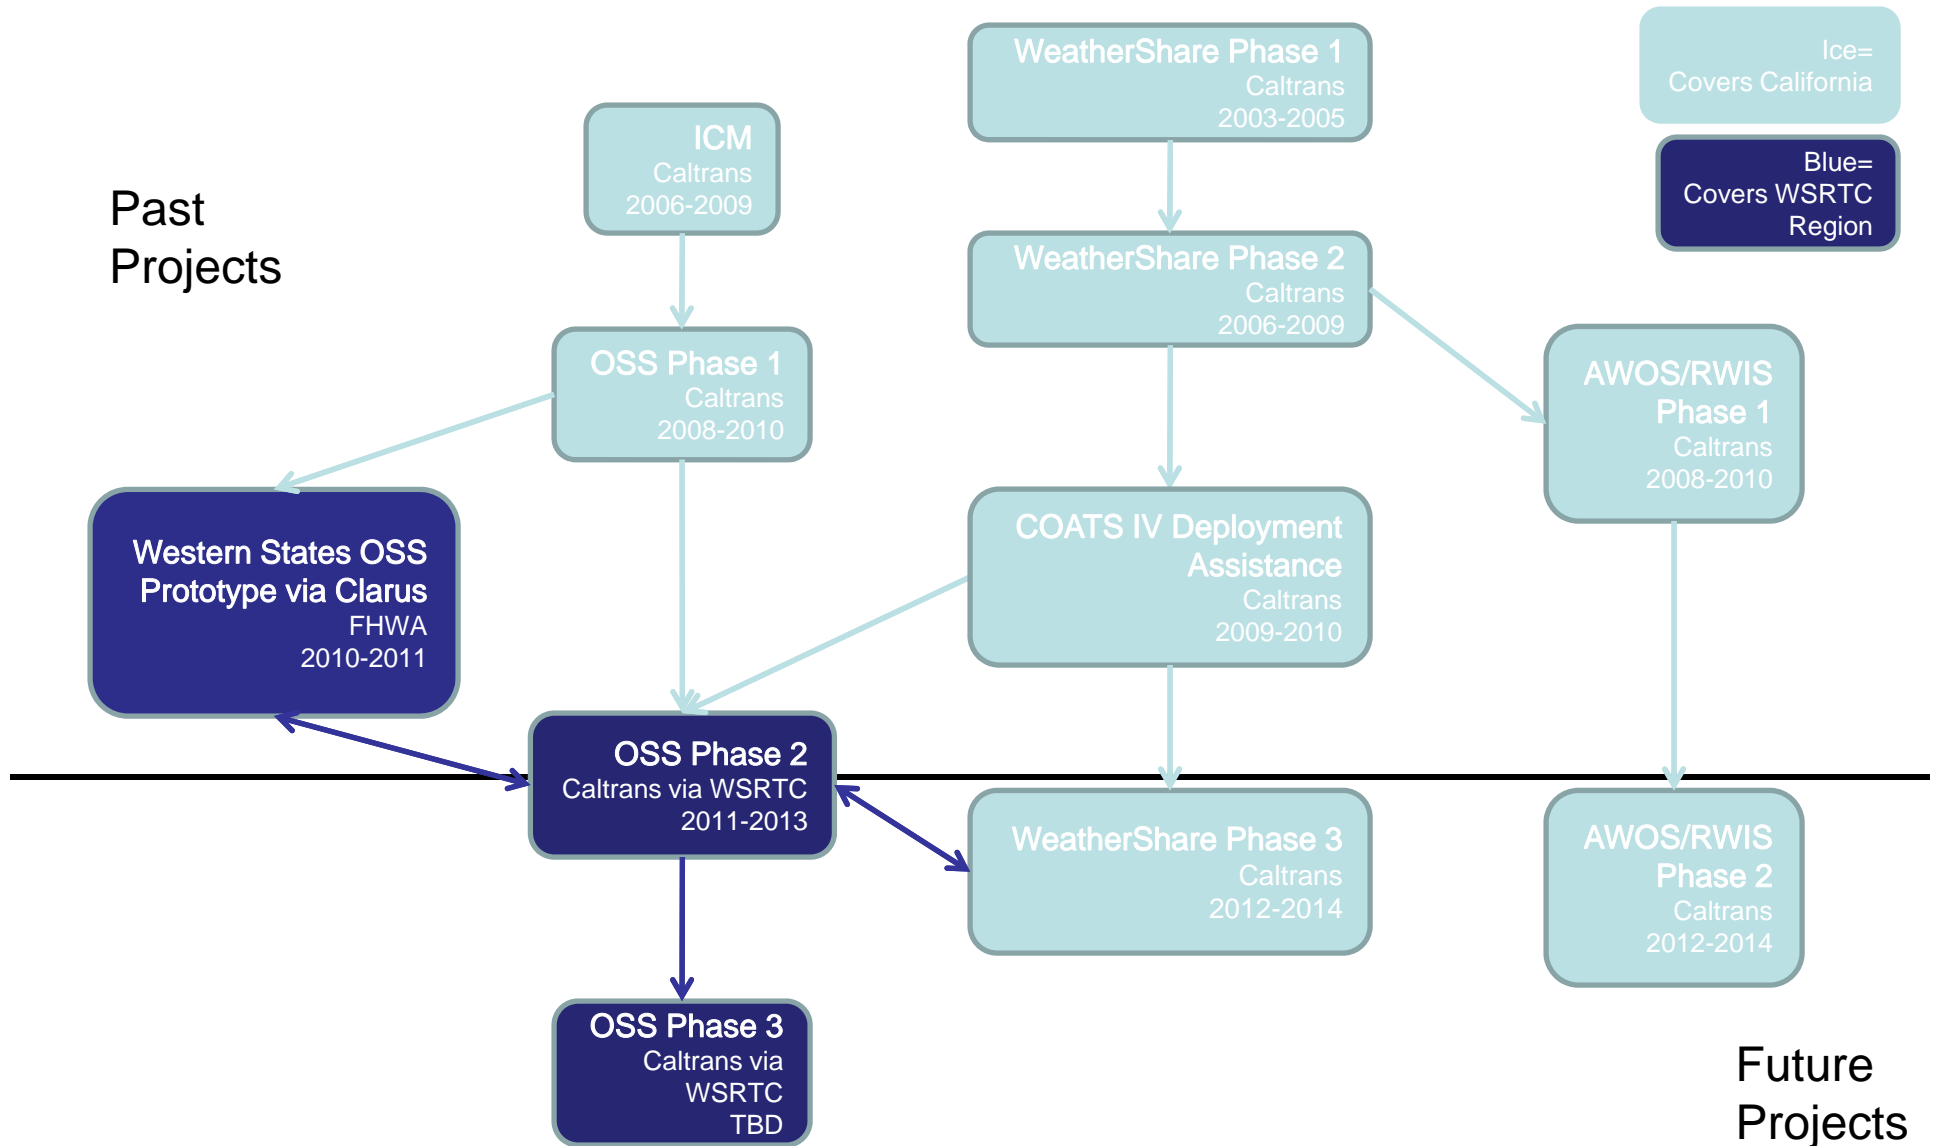 WeatherShare Phase 1
Caltrans
2003-2005
Ice=
Covers California
ICM
Caltrans
2006-2009
Blue=
Covers WSRTC
Region
Past
Projects
WeatherShare Phase 2
Caltrans
2006-2009
OSS Phase 1
Caltrans
2008-2010
AWOS/RWIS
Phase 1
Caltrans
2008-2010
Western States OSS
Prototype via Clarus
FHWA
2010-2011
COATS IV Deployment
Assistance
Caltrans
2009-2010
OSS Phase 2
Caltrans via WSRTC
2011-2013
WeatherShare Phase 3
Caltrans
2012-2014
AWOS/RWIS
Phase 2
Caltrans
2012-2014
OSS Phase 3
Caltrans via
WSRTC
TBD
Future
Projects